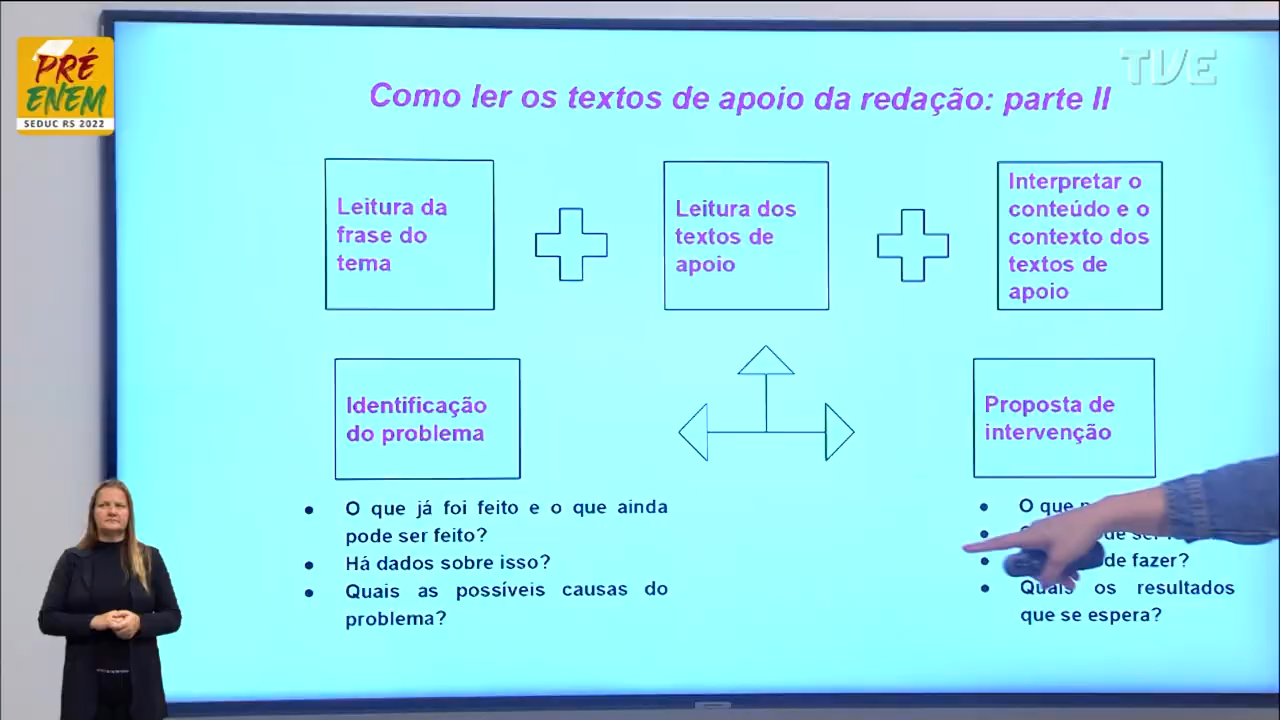 PRÉ
ENEM
SEDUC RS 2022
TVE
Como ler os textos de apoio da redação: parte II
Leitura da
frase do
tema
Leitura dos
textos de
apoio
Interpretar o
conteúdo e o
contexto dos
textos de
apoio
Identificação
do problema
Proposta de
intervenção
O que já foi feito e o que ainda
pode ser feito?
Há dados sobre isso?
Quais as possíveis causas do
problema?
O que
fazer?
Quais os resultados
que se espera?